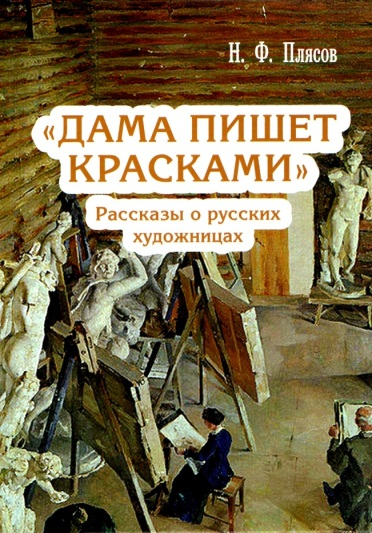 Н. Ф. Плясов
«ДАМА ПИШЕТ
КРАСКАМИ»
Рассказы о русских
художницах